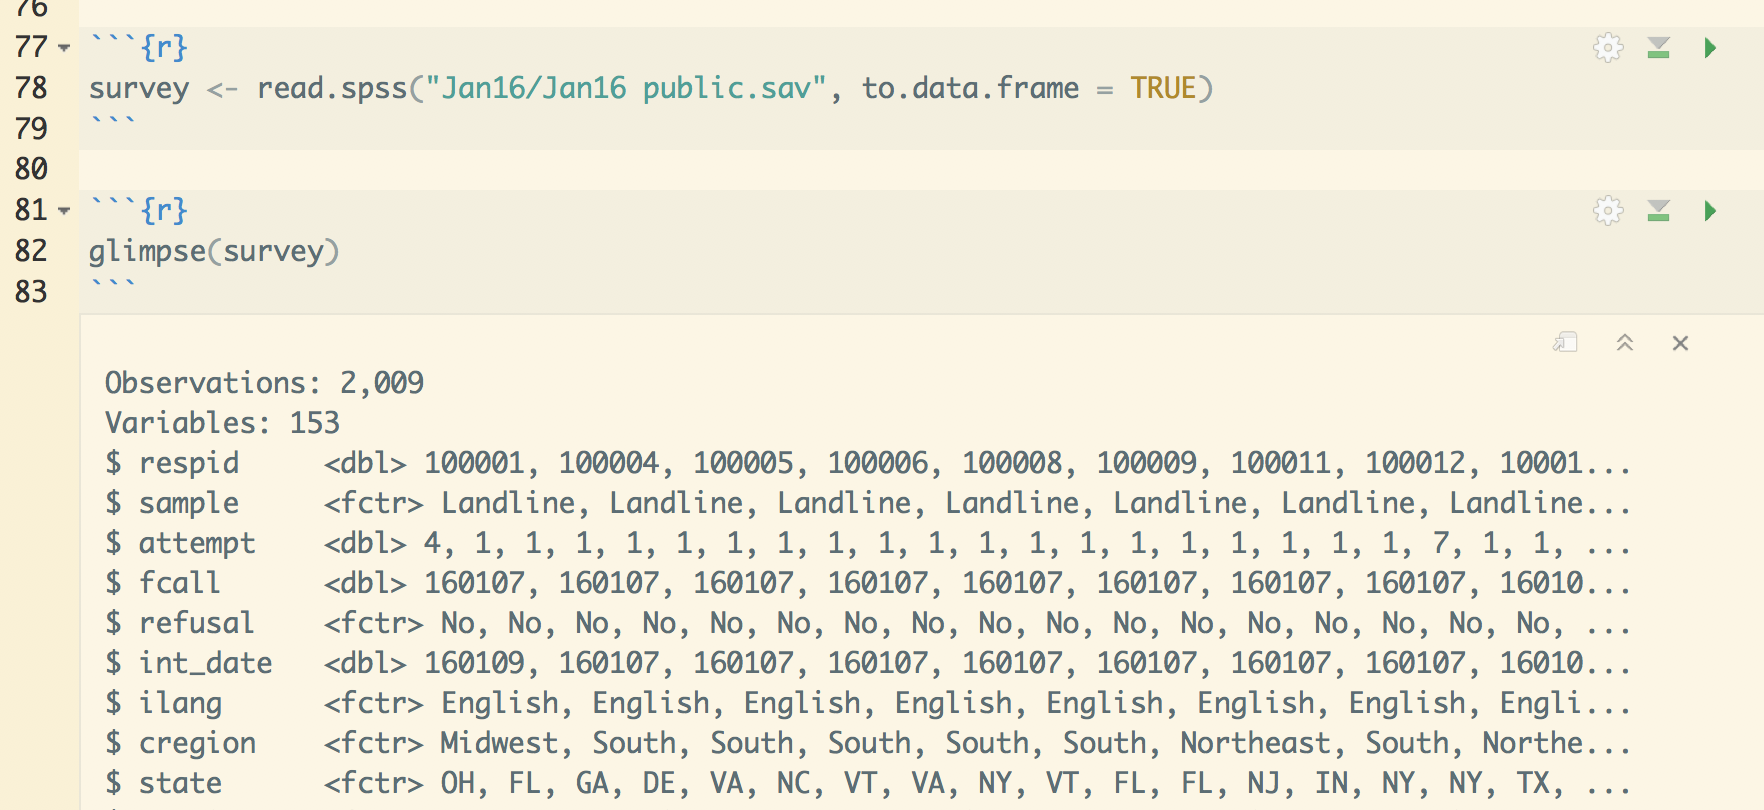 76
77 ```{r}
78 survey <- read.spss("Jan16/Jan16 public.sav", to.data.frame = TRUE)
79 ```
80
81 ```{r}
82 glimpse(survey)
83 ```
Observations: 2,009
Variables: 153
$ respid <dbl> 100001, 100004, 100005, 100006, 100008, 100009, 100011, 100012, 10001...
$ sample <fctr> Landline, Landline, Landline, Landline, Landline, Landline, Landline...
$ attempt <dbl> 4, 1, 1, 1, 1, 1, 1, 1, 1, 1, 1, 1, 1, 1, 1, 1, 1, 1, 1, 1, 7, 1, 1, ...
$ fcall <dbl> 160107, 160107, 160107, 160107, 160107, 160107, 160107, 160107, 16010...
$ refusal <fctr> No, No, No, No, No, No, No, No, No, No, No, No, No, No, No, No, No, ...
$ int_date <dbl> 160109, 160107, 160107, 160107, 160107, 160107, 160107, 160107, 16010...
$ ilang <fctr> English, English, English, English, English, English, English, Engli...
$ cregion <fctr> Midwest, South, South, South, South, South, Northeast, South, Northe...
$ state <fctr> OH, FL, GA, DE, VA, NC, VT, VA, NY, VT, FL, FL, NJ, IN, NY, NY, TX, ...